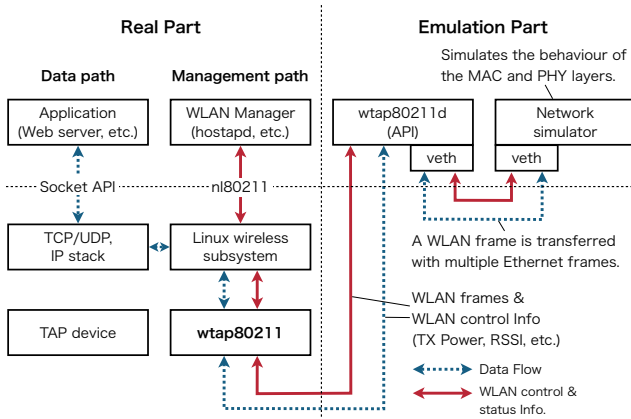 Real Part
Emulation Part
Simulates the behaviour of
the MAC and PHY layers.
Data path
Management path
Application
(Web server, etc.)
WLAN Manager
(hostapd, etc.)
wtap80211d
(API)
Network
simulator
veth
veth
Socket API
nl80211
TCP/UDP,
IP stack
Linux wireless
subsystem
A WLAN frame is transferred
with multiple Ethernet frames.
TAP device
wtap80211
WLAN frames &
WLAN control Info
(TX Power, RSSI, etc.)
Data Flow
WLAN control &
status Info.